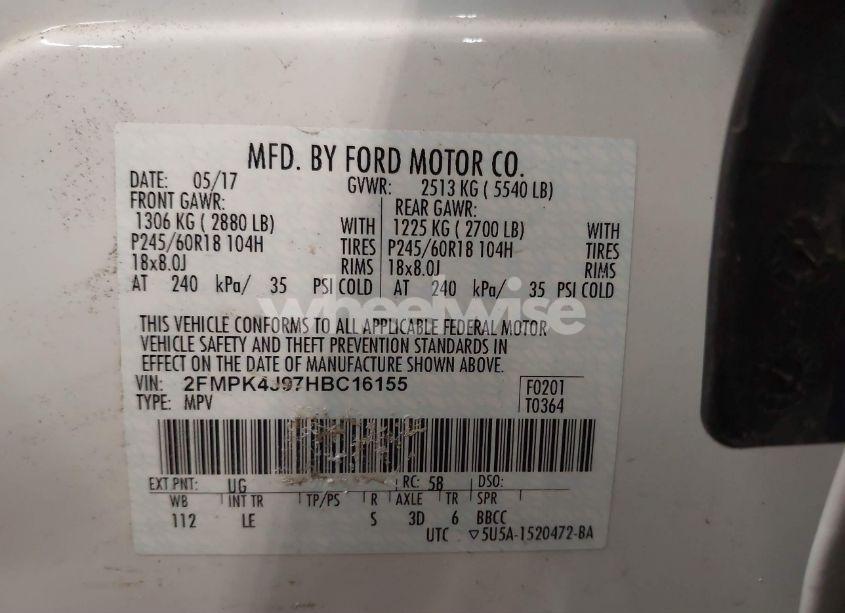 MFD. BY FORD MOTOR CO.
DATE: 05/17 GVWR: 2513 KG ( 5540 LB)
FRONT GAWR: REAR GAWR:
1306 KG ( 2880 LB) WITH 1225 KG ( 2700 LB) WITH
P245/60R18 104H TIRES P245/60R18 104H TIRES
18x8.0J RIMS 18x8.0J RIMS
AT 240 kPa/ 35 PSI COLD AT 240 kPa/ 35 PSI COLD
wheelwise
THIS VEHICLE CONFORMS TO ALL APPLICABLE FEDERAL MOTOR
VEHICLE SAFETY AND THEFT PREVENTION STANDARDS IN
EFFECT ON THE DATE OF MANUFACTURE SHOWN ABOVE.
VIN: 2FMPK4J97HBC16155 F0201
TYPE: MPV T0364
EXT PNT: UG RC: 58 DSO:
WB INT TR TP/PS R AXLE TR SPR
112 LE S 3D 6 BBCC
UTC ▽5U5A-1520472-BA